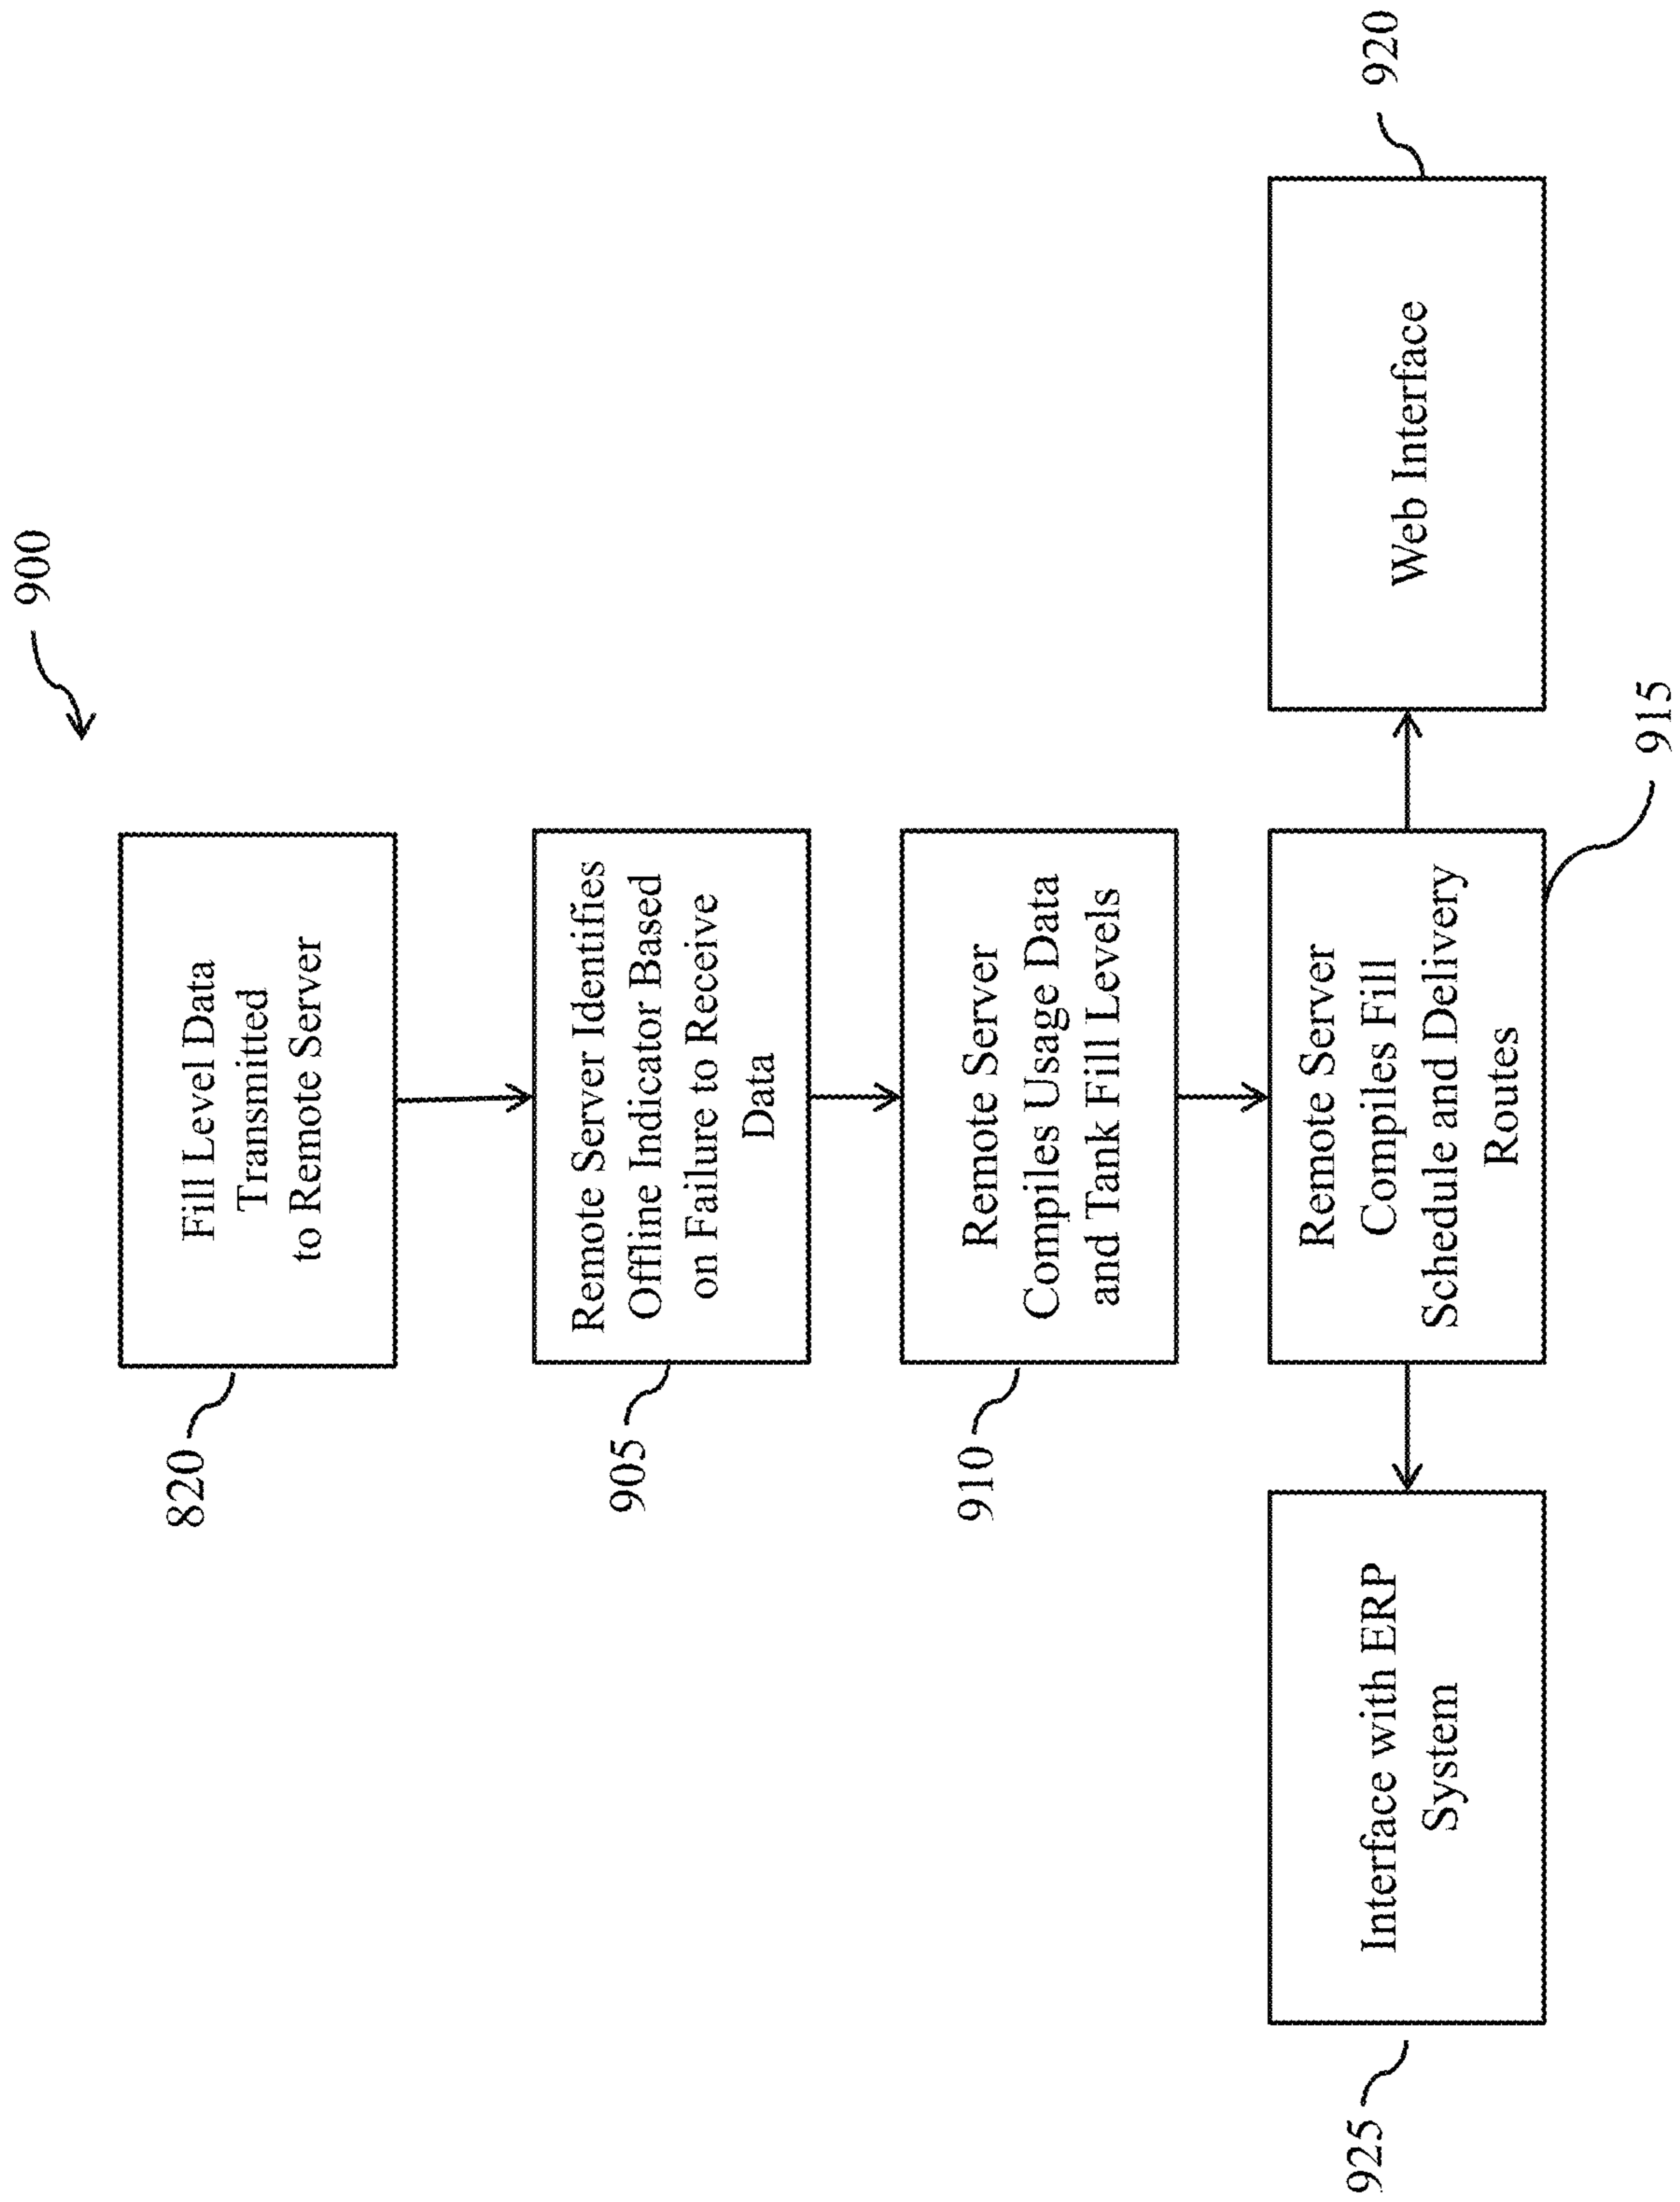 900
Fill Level Data
Transmitted
to Remote Server
820
Remote Server Identifies
Offline Indicator Based
on Failure to Receive
Data
905
Remote Server
Compiles Usage Data
and Tank Fill Levels
910
Interface with ERP
System
925
Remote Server
Compiles Fill
Schedule and Delivery
Routes
915
Web Interface
920